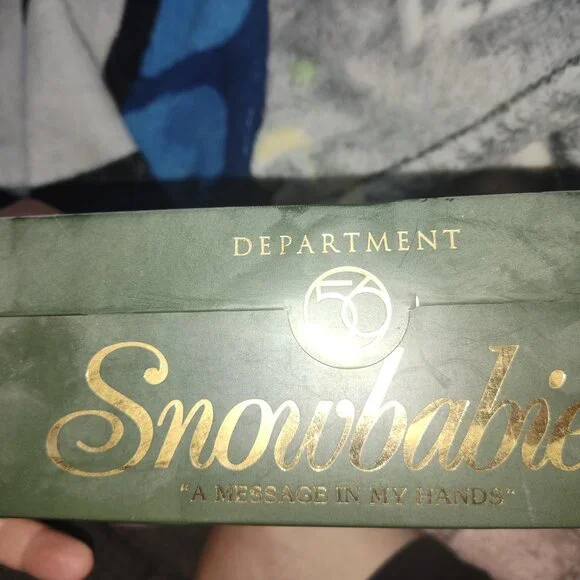 DEPARTMENT
56
Snowbabie
"A MESSAGE IN MY HANDS"